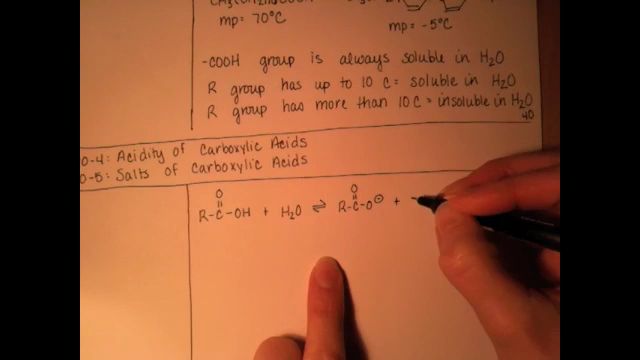 mp = 70°C
mp = -5°C
-COOH group is always soluble in H2O
R group has up to 10 C = soluble in H2O
R group has more than 10C = insoluble in H2O
40
0-4: Acidity of Carboxylic Acids
0-5: Salts of Carboxylic Acids
O O
R-C-OH + H2O ⇌ R-C-O⊖ +